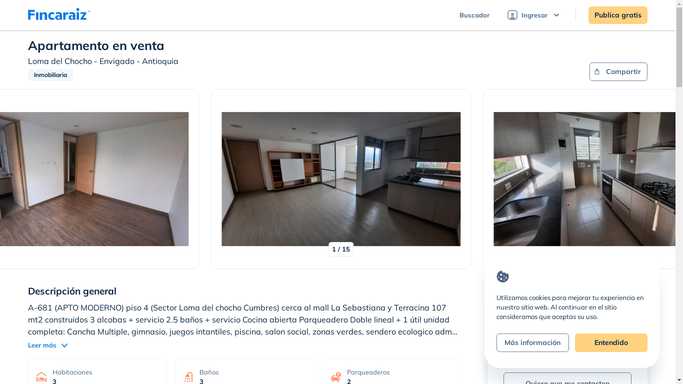 Fincaraiz
Buscador
Ingresar
Publica gratis
Apartamento en venta
Loma del Chocho - Envigado - Antioquia
Inmobiliaria
Compartir
1 / 15
Descripción general
A-681 (APTO MODERNO) piso 4 (Sector Loma del chocho Cumbres) cerca al mall La Sebastiana y Terracina 107
mt2 construidos 3 alcobas + servicio 2.5 baños + servicio Cocina abierta Parqueadero Doble lineal + 1 útil unidad
completa: Cancha Multiple, gimnasio, juegos intantiles, piscina, salon social, zonas verdes, sendero ecologico adm...
Leer más
Habitaciones
3
Baños
3
Parqueaderos
2
Utilizamos cookies para mejorar tu experiencia en
nuestro sitio web. Al continuar en el sitio
consideramos que aceptas su uso.
Más información
Entendido
Quiero que me contacten